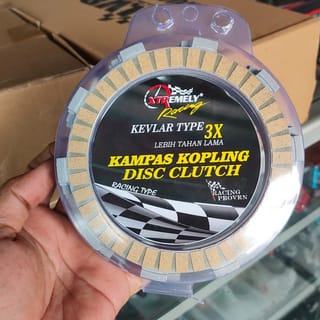 XTREMELY
Racing
KEVLAR TYPE 3X
LEBIH TAHAN LAMA
KAMPAS KOPLING
DISC CLUTCH
RACING TYPE
RACING
PROVEN